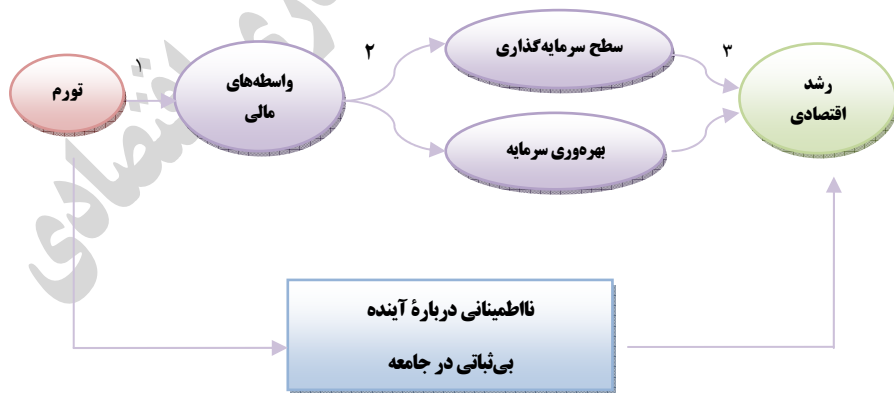 تورم
۱
واسطه‌های
مالی
۲
سطح سرمایه‌گذاری
بهره‌وری سرمایه
۳
رشد
اقتصادی
نااطمینانی دربارهٔ آینده
بی‌ثباتی در جامعه
اقتصادی